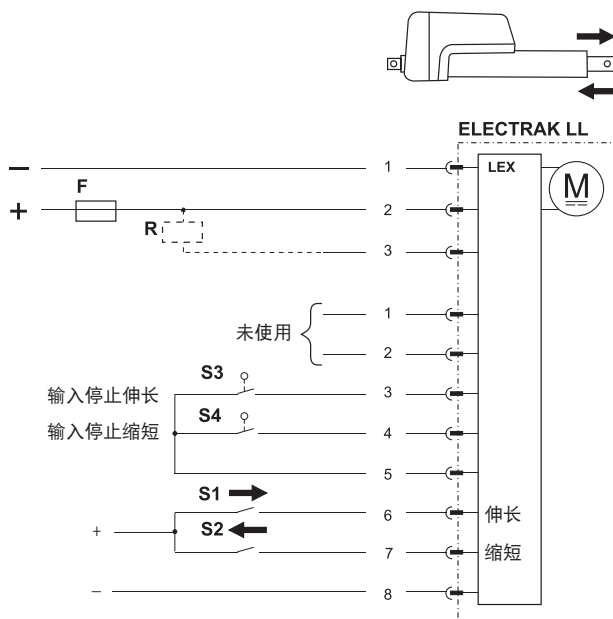 ELECTRAK LL
− 1 LEX M
F
+ 2
R
3
未使用 1
2
S3
输入停止伸长 3
S4
输入停止缩短 4
5
S1
6 伸长
+ S2
7 缩短
− 8